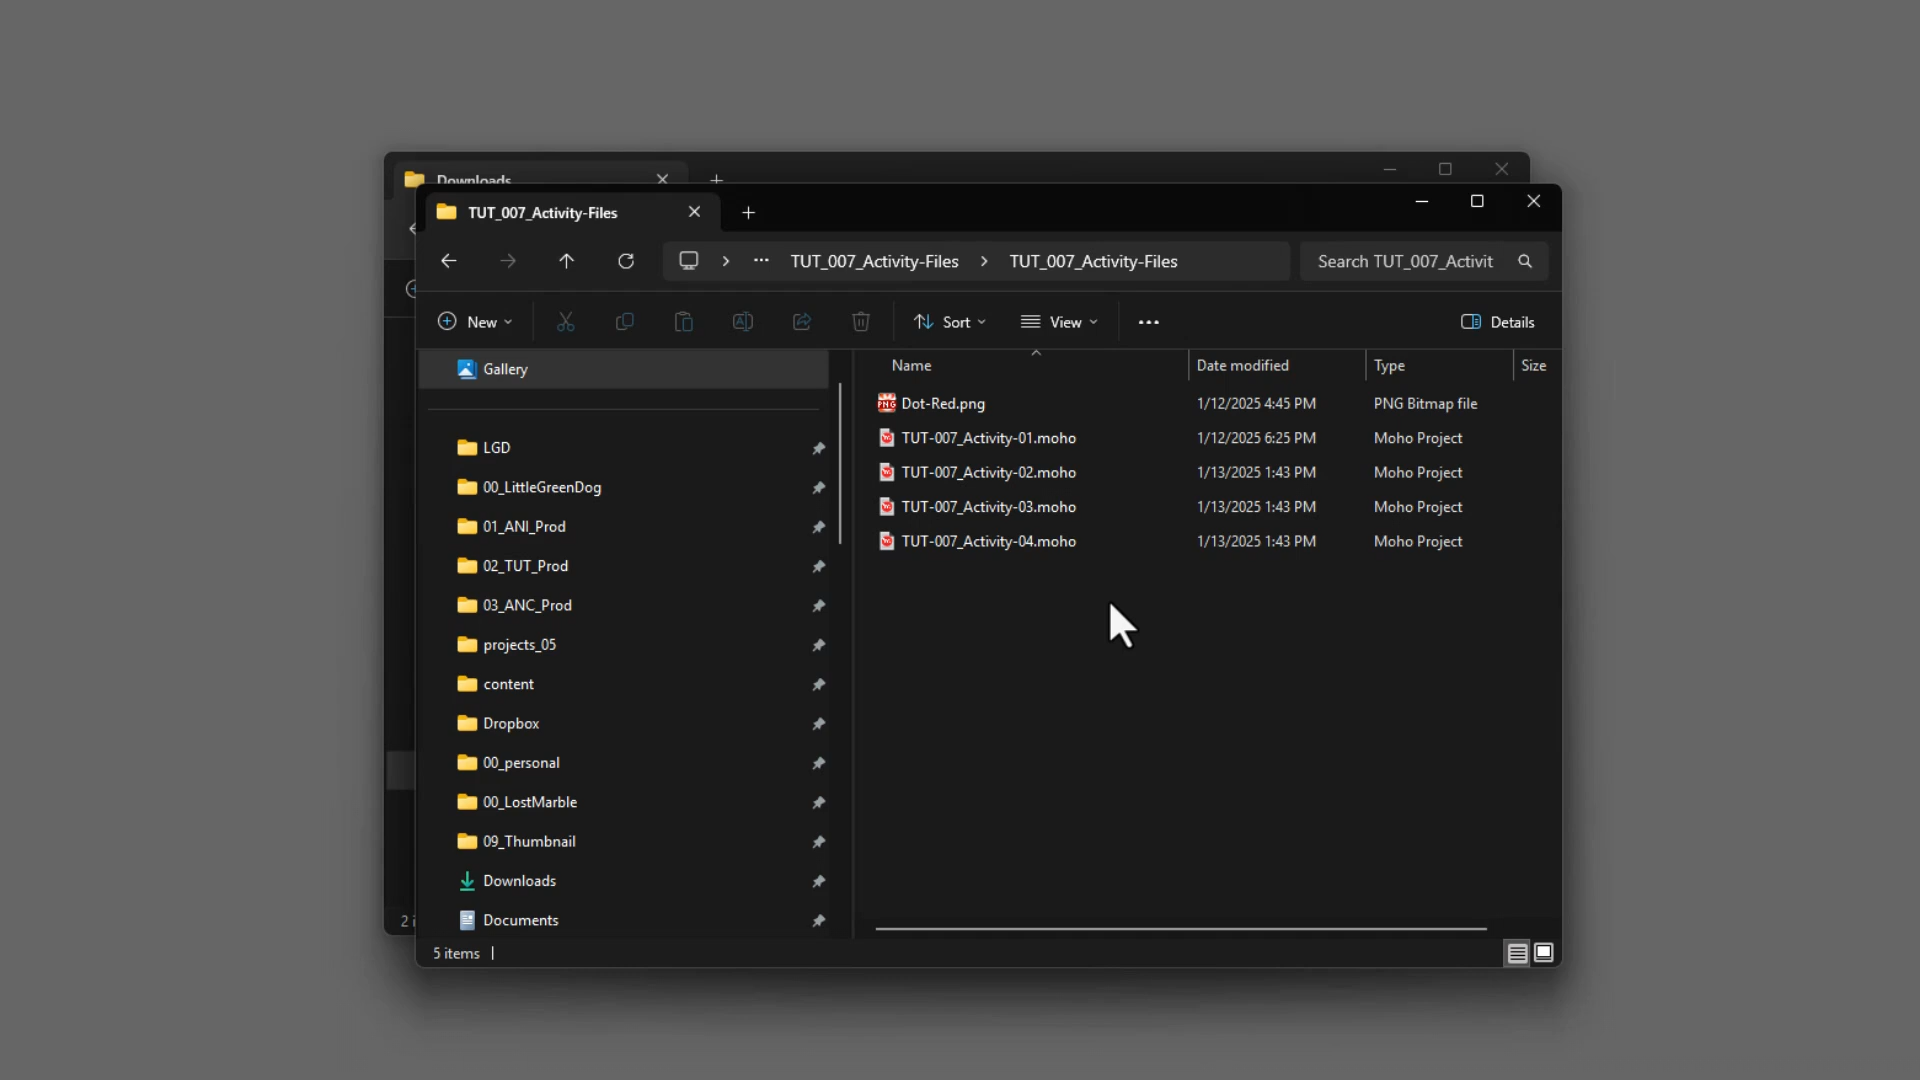 Downloads
TUT_007_Activity-Files
TUT_007_Activity-Files > TUT_007_Activity-Files
Search TUT_007_Activit
New
Sort
View
Details
Gallery
LGD
00_LittleGreenDog
01_ANI_Prod
02_TUT_Prod
03_ANC_Prod
projects_05
content
Dropbox
00_personal
00_LostMarble
09_Thumbnail
Downloads
Documents
Name Date modified Type Size
Dot-Red.png 1/12/2025 4:45 PM PNG Bitmap file
TUT-007_Activity-01.moho 1/12/2025 6:25 PM Moho Project
TUT-007_Activity-02.moho 1/13/2025 1:43 PM Moho Project
TUT-007_Activity-03.moho 1/13/2025 1:43 PM Moho Project
TUT-007_Activity-04.moho 1/13/2025 1:43 PM Moho Project
5 items